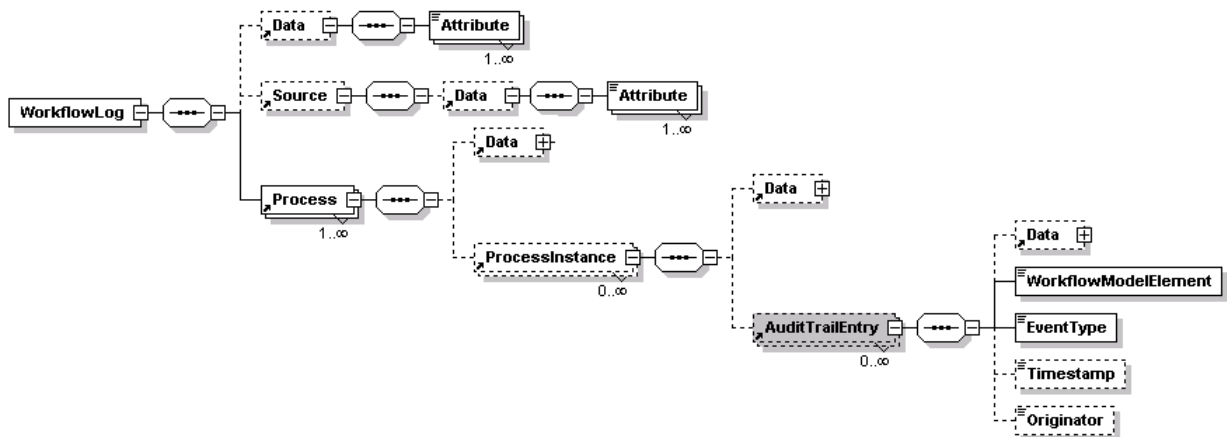 Data
Attribute
1..∞
Source
Data
Attribute
1..∞
WorkflowLog
Data
Process
1..∞
Data
ProcessInstance
0..∞
Data
WorkflowModelElement
AuditTrailEntry
0..∞
EventType
Timestamp
Originator